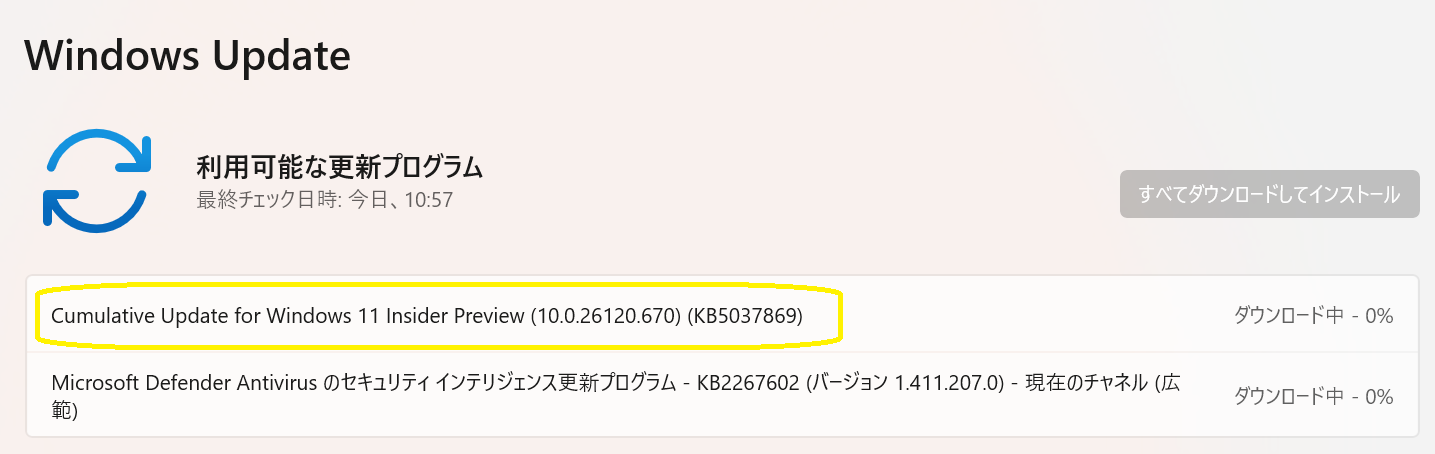 Windows Update
利用可能な更新プログラム
最終チェック日時: 今日、10:57
すべてダウンロードしてインストール
Cumulative Update for Windows 11 Insider Preview (10.0.26120.670) (KB5037869)
ダウンロード中 - 0%
Microsoft Defender Antivirus のセキュリティ インテリジェンス更新プログラム - KB2267602 (バージョン 1.411.207.0) - 現在のチャネル (広
範)
ダウンロード中 - 0%